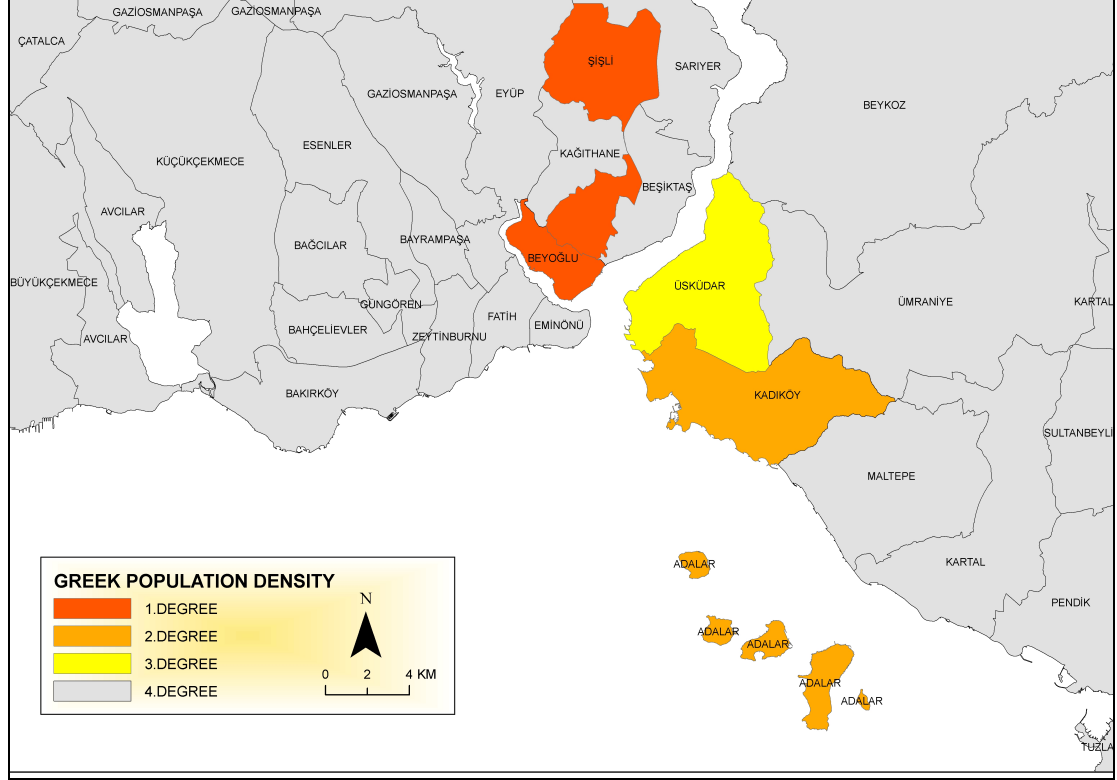 GAZİOSMANPAŞA
GAZİOSMANPAŞA
ÇATALCA
ŞİŞLİ
SARIYER
GAZİOSMANPAŞA
EYÜP
BEYKOZ
ESENLER
KAĞITHANE
KÜÇÜKÇEKMECE
BEŞİKTAŞ
AVCILAR
BAĞCILAR
BAYRAMPAŞA
BEYOĞLU
BÜYÜKÇEKMECE
ÜSKÜDAR
GÜNGÖREN
ÜMRANİYE
KARTAL
FATİH
EMİNÖNÜ
BAHÇELİEVLER
ZEYTİNBURNU
AVCILAR
BAKIRKÖY
KADIKÖY
SULTANBEYLİ
MALTEPE
ADALAR
KARTAL
GREEK POPULATION DENSITY
N
1.DEGREE
2.DEGREE
3.DEGREE
4.DEGREE
0 2 4 KM
PENDİK
ADALAR
ADALAR
ADALAR
ADALAR
TUZLA